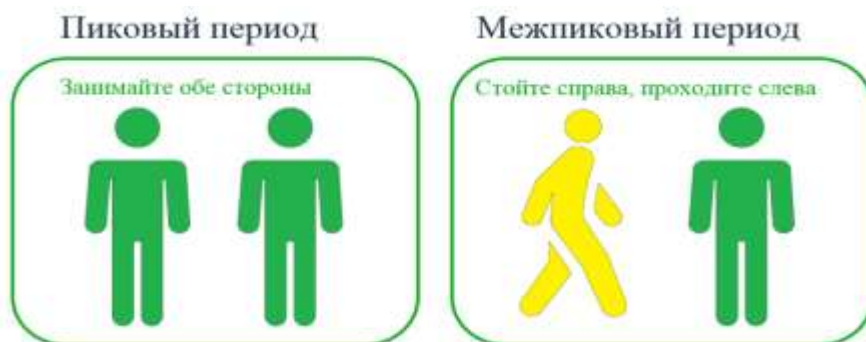 Пиковый период
Занимайте обе стороны
Межпиковый период
Стойте справа, проходите слева